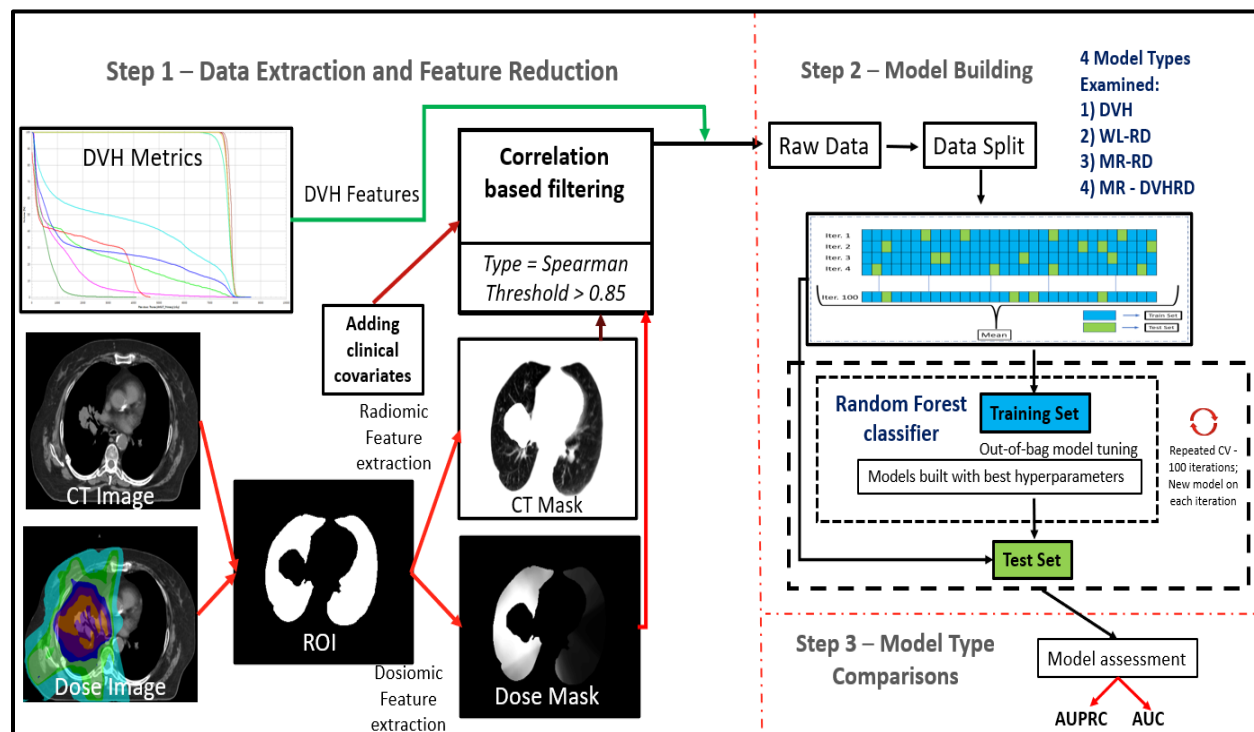 Step 1 – Data Extraction and Feature Reduction
DVH Metrics
DVH Features
Correlation
based filtering
Type = Spearman
Threshold > 0.85
Adding
clinical
covariates
CT Image
Dose Image
ROI
Radiomic
Feature
extraction
CT Mask
Dosiomic
Feature
extraction
Dose Mask
Step 2 – Model Building
4 Model Types
Examined:
1) DVH
2) WL-RD
3) MR-RD
4) MR - DVHRD
Raw Data
Data Split
Iter. 1
Iter. 2
Iter. 3
Iter. 4
Iter. 100
Mean
Train Set
Test Set
Random Forest
classifier
Training Set
Out-of-bag model tuning
Models built with best hyperparameters
Repeated CV -
100 iterations;
New model on
each iteration
Test Set
Step 3 – Model Type
Comparisons
Model assessment
AUPRC
AUC